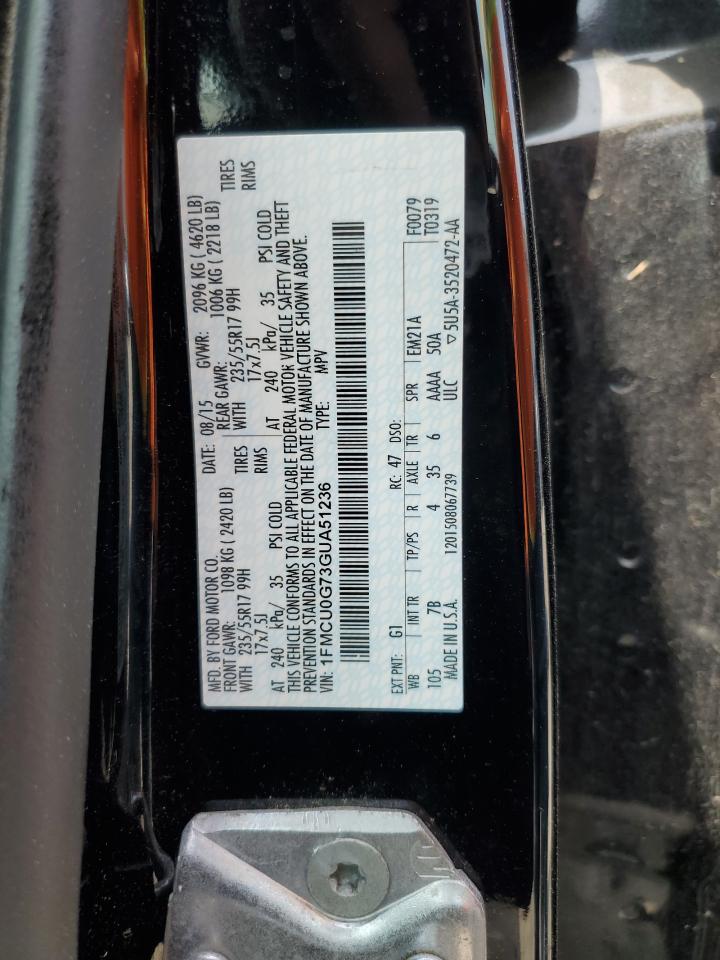 MFD. BY FORD MOTOR CO. DATE: 08/15 GVWR: 2096 KG ( 4620 LB)
FRONT GAWR: 1098 KG ( 2420 LB) REAR GAWR: 1006 KG ( 2218 LB)
WITH 235/55R17 99H TIRES WITH 235/55R17 99H TIRES
17x7.5J RIMS 17x7.5J RIMS
AT 240 kPa/ 35 PSI COLD AT 240 kPa/ 35 PSI COLD
THIS VEHICLE CONFORMS TO ALL APPLICABLE FEDERAL MOTOR VEHICLE SAFETY AND THEFT
PREVENTION STANDARDS IN EFFECT ON THE DATE OF MANUFACTURE SHOWN ABOVE.
VIN: 1FMCU0G73GUA51236 TYPE: MPV
EXT PNT: G1 RC: 47 DSO: F0079
WB INT TR TP/PS R AXLE TR SPR EM21A T0319
105 7B 4 35 6 AAAA 50A
MADE IN U.S.A. 1201508067739 ULC ▽5U5A-3520472-AA